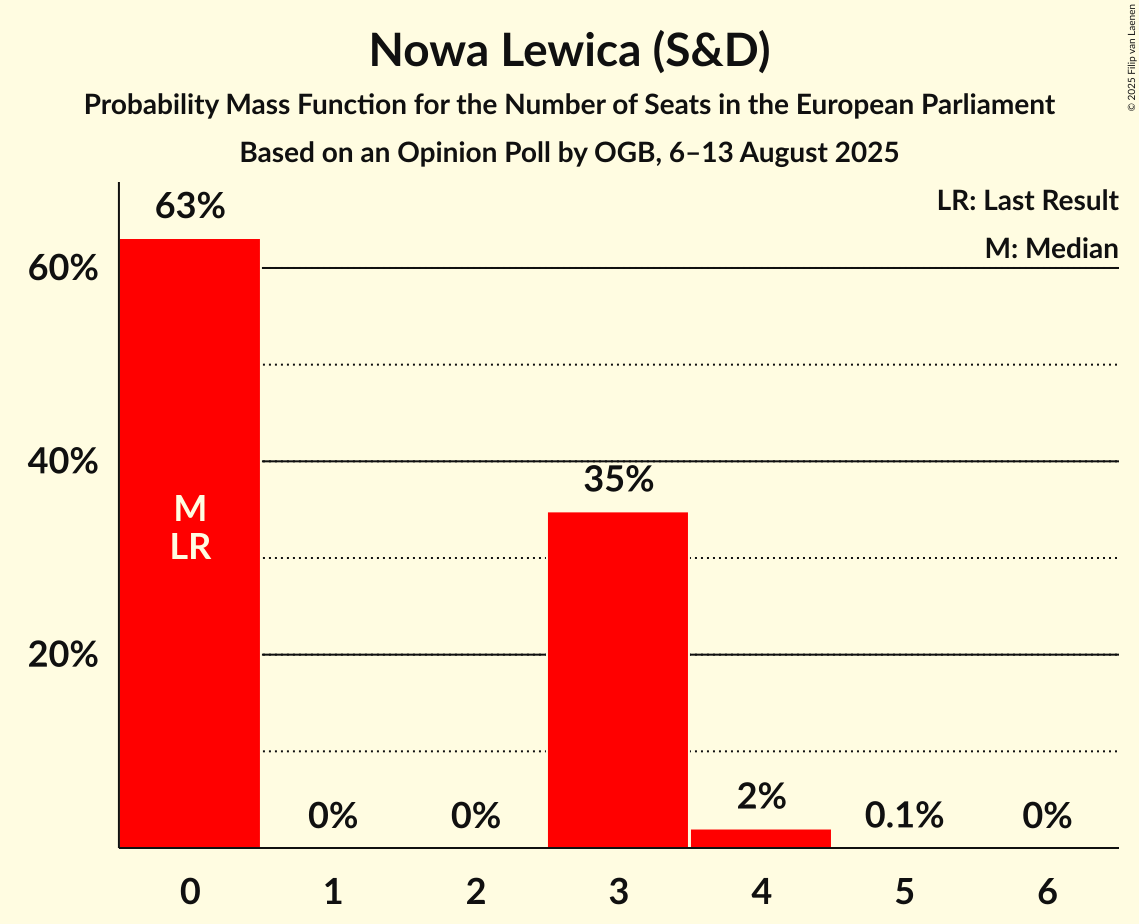 Nowa Lewica (S&D)
Probability Mass Function for the Number of Seats in the European Parliament
Based on an Opinion Poll by OGB, 6–13 August 2025
© 2025 Filip van Laenen
LR: Last Result
M: Median
63%
60%
40%
35%
M
LR
20%
2%
0%
0%
0.1%
0%
0
1
2
3
4
5
6